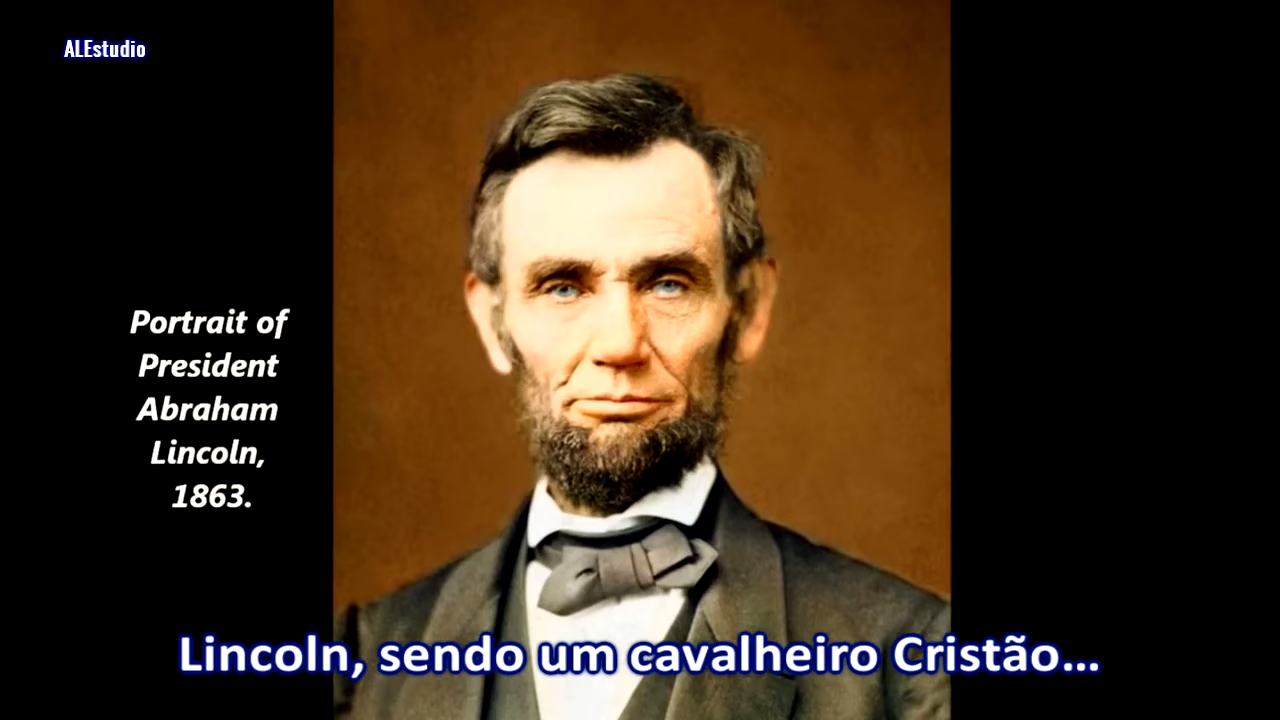 ALEstudio
Portrait of
President
Abraham
Lincoln,
1863.
Lincoln, sendo um cavalheiro Cristão...